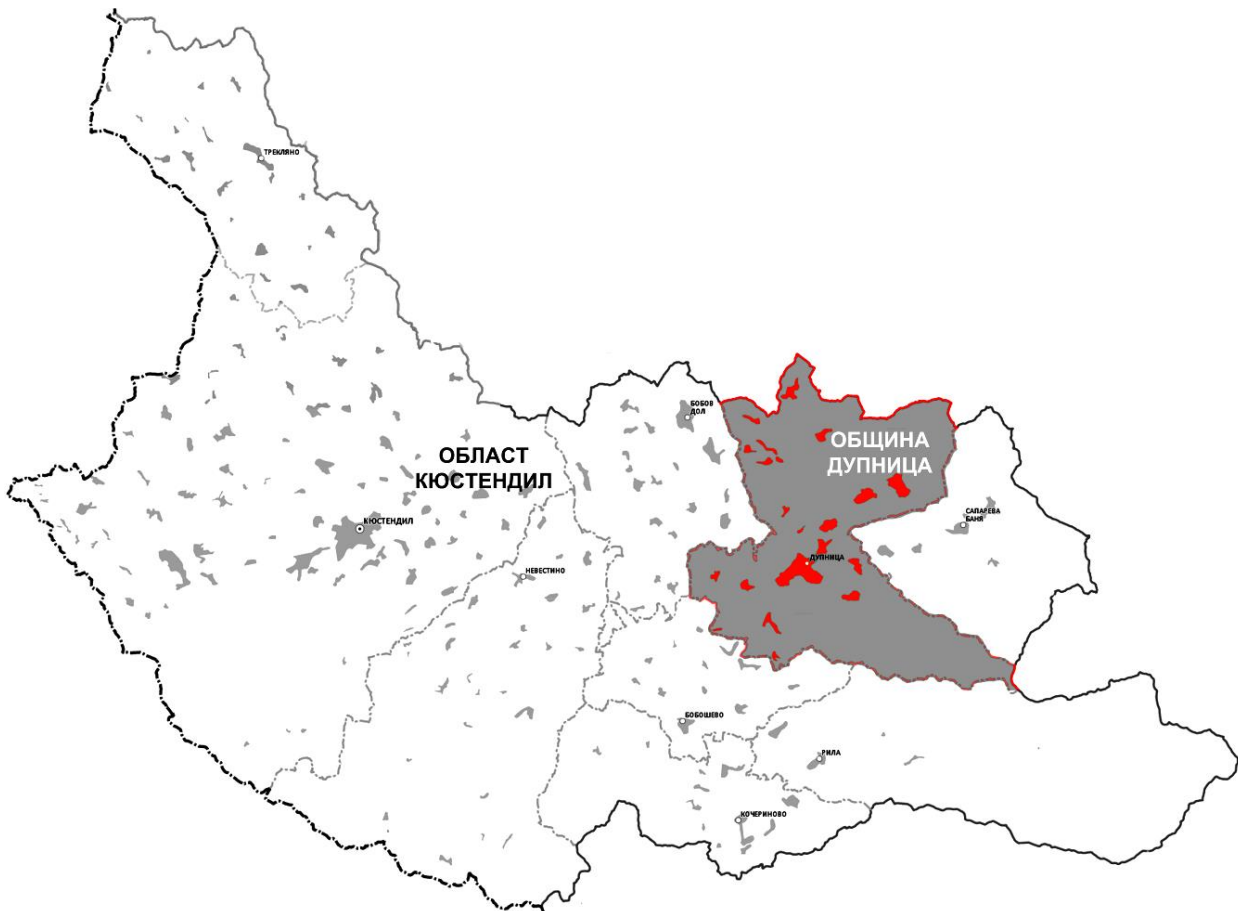 ТРЕКЛЯНО
БОБОВ
ДОЛ
ОБЛАСТ
КЮСТЕНДИЛ
ОБЩИНА
ДУПНИЦА
САПАРЕВА
БАНЯ
КЮСТЕНДИЛ
ДУПНИЦА
НЕВЕСТИНО
БОБОШЕВО
РИЛА
КОЧЕРИНОВО